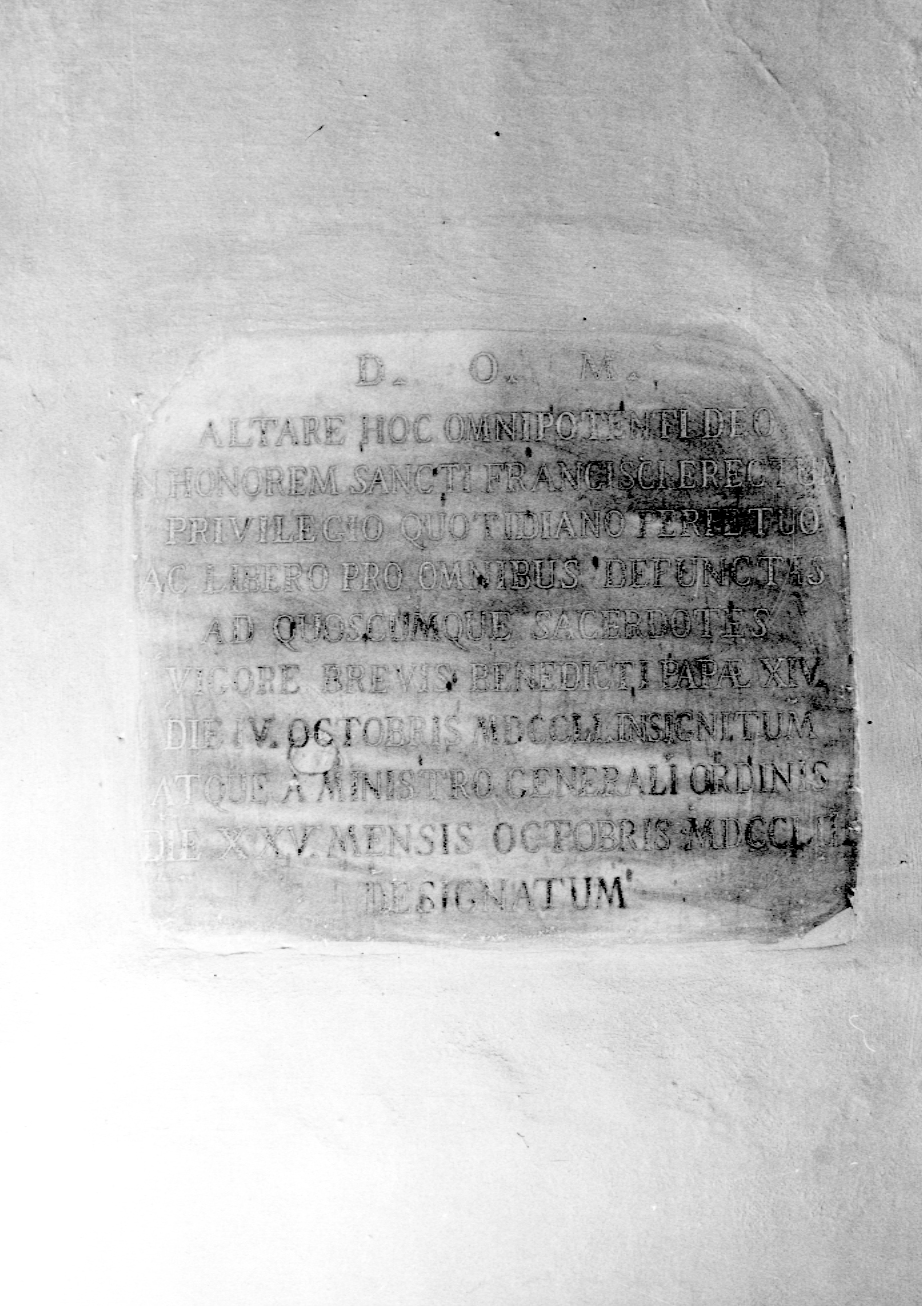 D. O. M.
ALTARE HOC OMNIPOTENTI DEO
IN HONOREM SANCTI FRANCISCI ERECTUM
PRIVILEGIO QUOTIDIANO PERPETUO
AC LIBERO PRO OMNIBUS DEFUNCTIS
AD QUOSCUMQUE SACERDOTES
VIGORE BREVIS BENEDICTI PAPÆ XIV
DIE IV. OCTOBRIS MDCCLI. INSIGNITUM
ATQUE A MINISTRO GENERALI ORDINIS
DIE XXV. MENSIS OCTOBRIS
DESIGNATUM